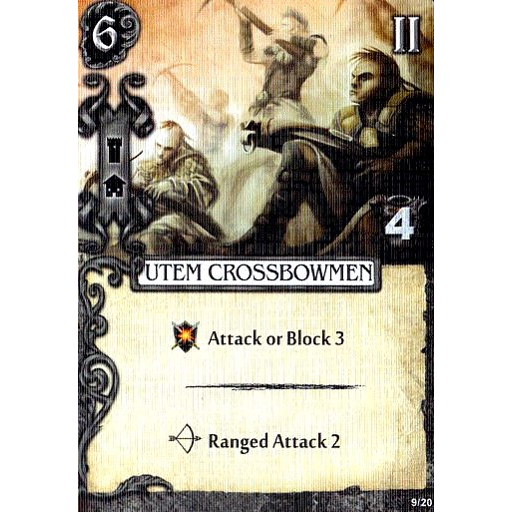 6
II
4
UTEM CROSSBOWMEN
Attack or Block 3
Ranged Attack 2
9/20